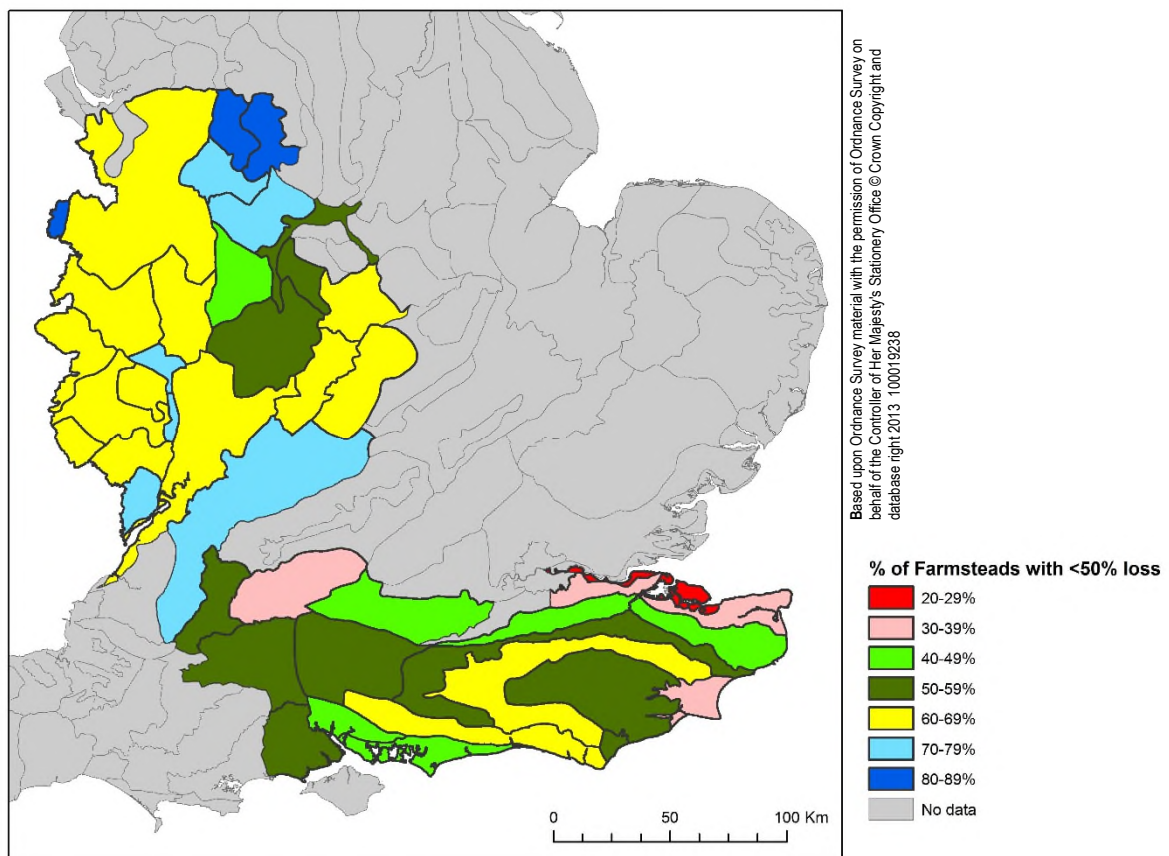 Based upon Ordnance Survey material with the permission of Ordnance Survey on
behalf of the Controller of Her Majesty's Stationery Office © Crown Copyright and
database right 2013 100019238
% of Farmsteads with <50% loss
20-29%
30-39%
40-49%
50-59%
60-69%
70-79%
80-89%
No data
0 50 100 Km